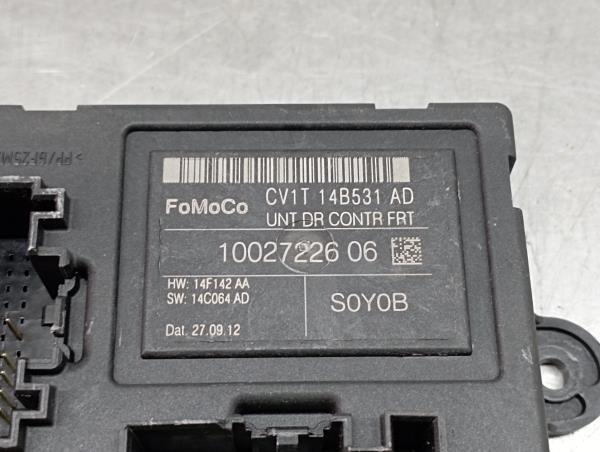 CV1T 14B531 AD
FoMoCo
UNT DR CONTR FRT
10027226 06
HW: 14F142 AA
SW: 14C064 AD
S0Y0B
Dat. 27.09.12